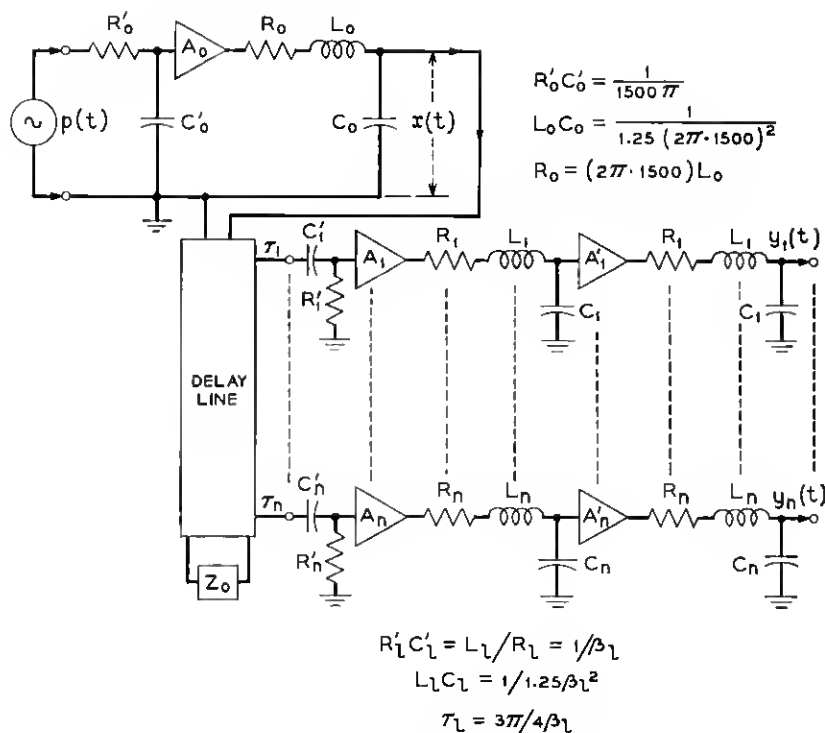 R'₀ A₀ R₀ L₀
p(t) C'₀ C₀ x(t)
R'₀C'₀ = 1/1500π
L₀C₀ = 1/1.25 (2π·1500)²
R₀ = (2π·1500)L₀
τ₁ C'₁ A₁ R₁ L₁ A'₁ R₁ L₁ y₁(t)
R'₁ C₁ C₁
DELAY
LINE
τₙ C'ₙ Aₙ Rₙ Lₙ A'ₙ Rₙ Lₙ yₙ(t)
R'ₙ Cₙ Cₙ
Z₀
R'ₗC'ₗ = Lₗ/Rₗ = 1/βₗ
LₗCₗ = 1/1.25βₗ²
τₗ = 3π/4βₗ